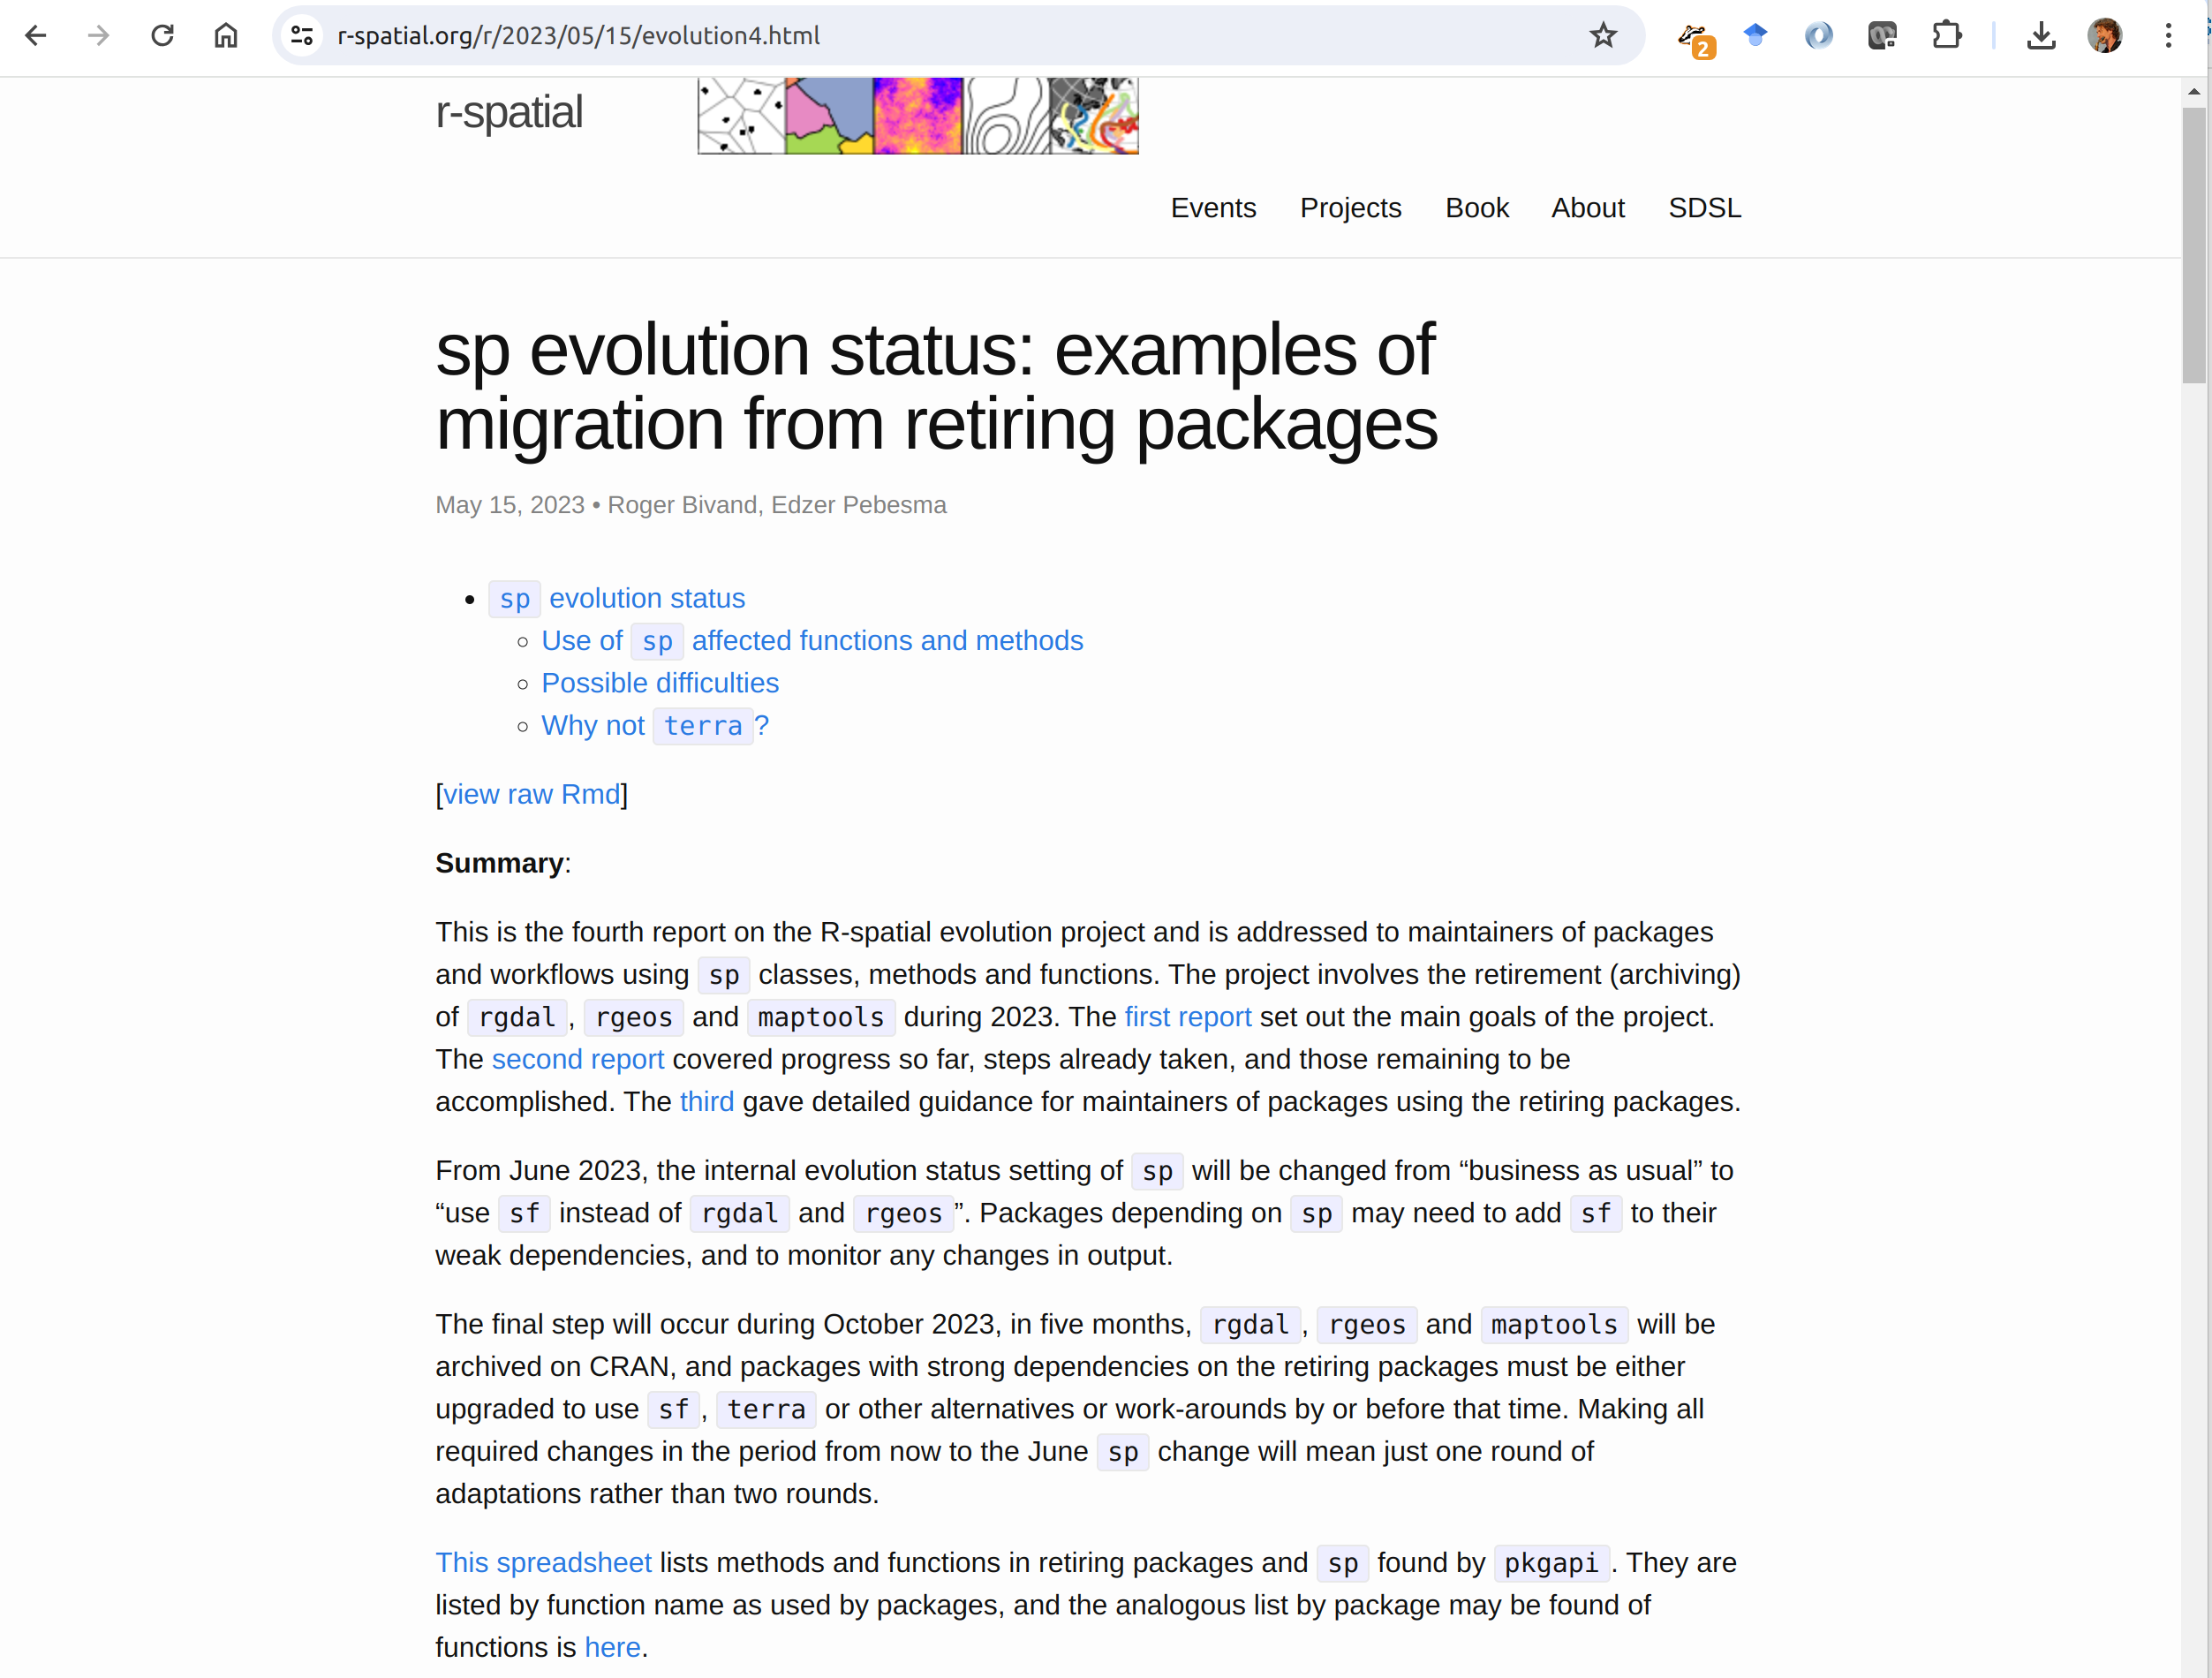 r-spatial.org/r/2023/05/15/evolution4.html
2
r-spatial
Events Projects Book About SDSL
sp evolution status: examples of
migration from retiring packages
May 15, 2023 • Roger Bivand, Edzer Pebesma
sp evolution status
Use of sp affected functions and methods
Possible difficulties
Why not terra?
[view raw Rmd]
Summary:
This is the fourth report on the R-spatial evolution project and is addressed to maintainers of packages
and workflows using sp classes, methods and functions. The project involves the retirement (archiving)
of rgdal, rgeos and maptools during 2023. The first report set out the main goals of the project.
The second report covered progress so far, steps already taken, and those remaining to be
accomplished. The third gave detailed guidance for maintainers of packages using the retiring packages.
From June 2023, the internal evolution status setting of sp will be changed from “business as usual” to
“use sf instead of rgdal and rgeos”. Packages depending on sp may need to add sf to their
weak dependencies, and to monitor any changes in output.
The final step will occur during October 2023, in five months, rgdal, rgeos and maptools will be
archived on CRAN, and packages with strong dependencies on the retiring packages must be either
upgraded to use sf, terra or other alternatives or work-arounds by or before that time. Making all
required changes in the period from now to the June sp change will mean just one round of
adaptations rather than two rounds.
This spreadsheet lists methods and functions in retiring packages and sp found by pkgapi. They are
listed by function name as used by packages, and the analogous list by package may be found of
functions is here.